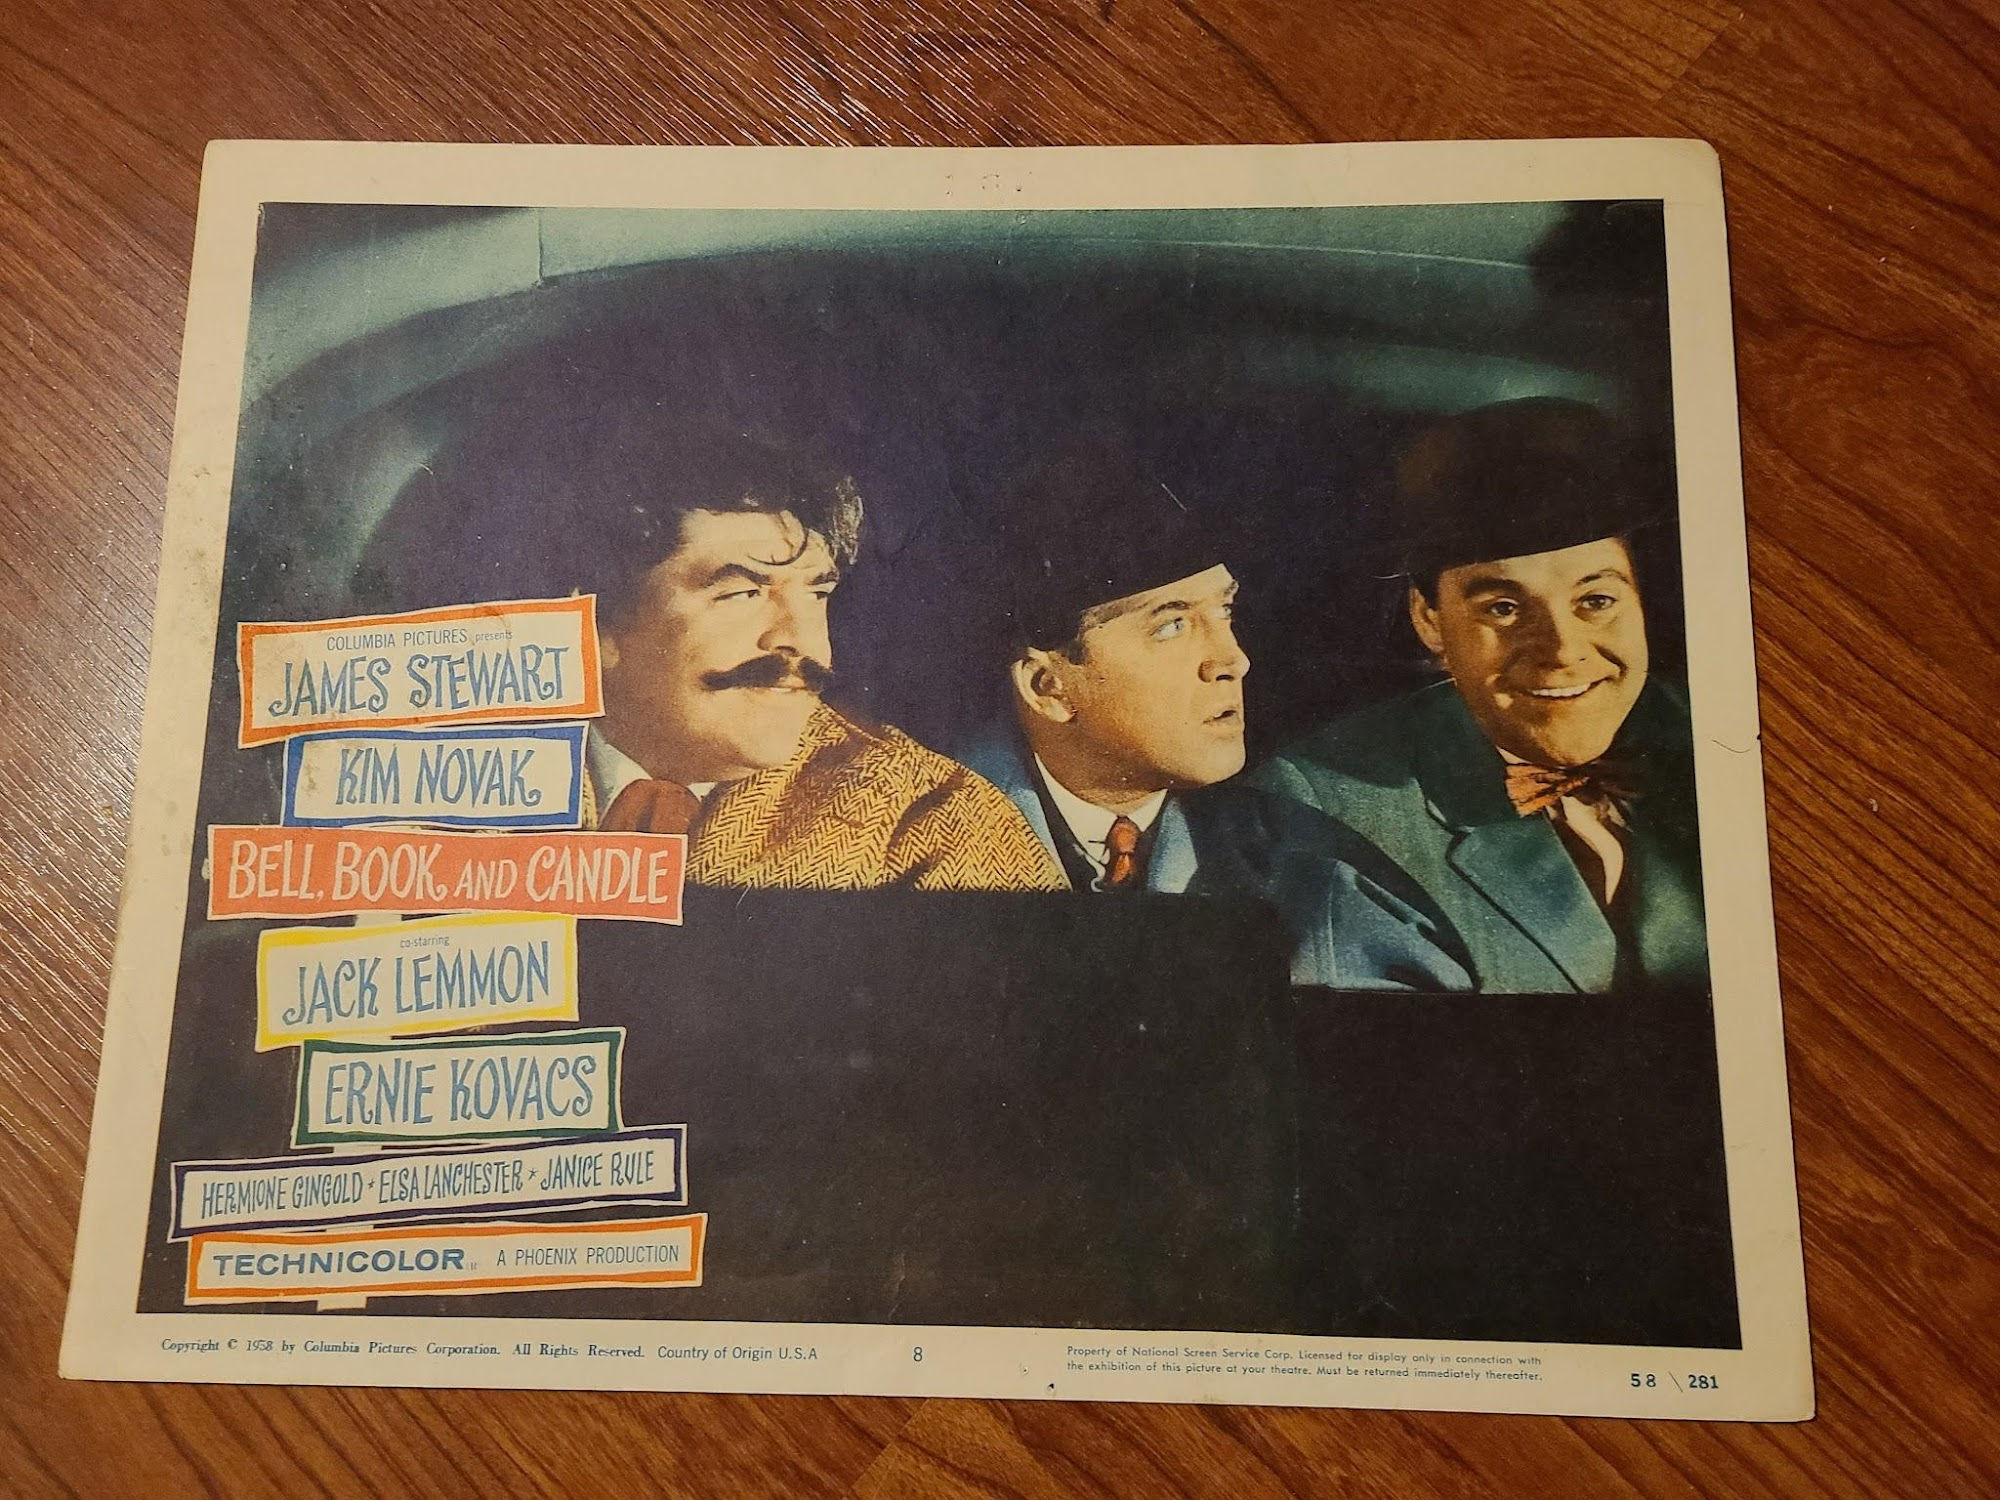 COLUMBIA PICTURES presents
JAMES STEWART
KIM NOVAK
BELL, BOOK AND CANDLE
co-starring
JACK LEMMON
ERNIE KOVACS
HERMIONE GINGOLD * ELSA LANCHESTER * JANICE RULE
TECHNICOLOR A PHOENIX PRODUCTION
Copyright © 1958 by Columbia Pictures Corporation. All Rights Reserved. Country of Origin U.S.A
8
Property of National Screen Service Corp. Licensed for display only in connection with
the exhibition of this picture at your theatre. Must be returned immediately thereafter.
58 \ 281